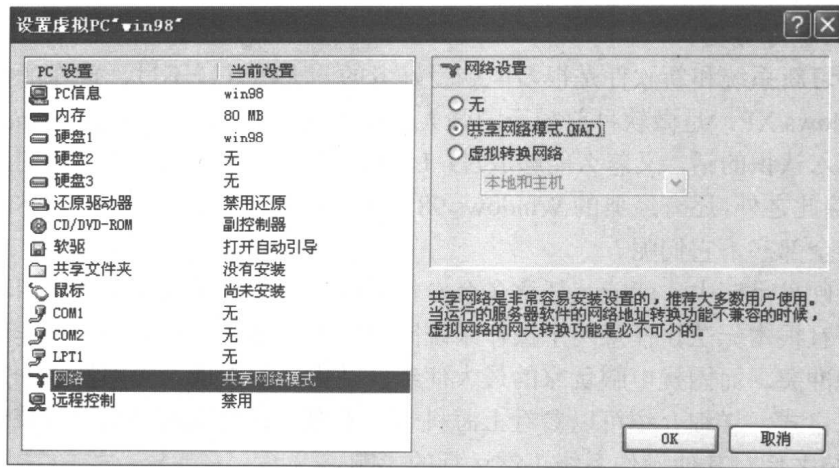 设置虚拟PC"win98"
PC 设置 当前设置
PC信息 win98
内存 80 MB
硬盘1 win98
硬盘2 无
硬盘3 无
还原驱动器 禁用还原
CD/DVD-ROM 副控制器
软驱 打开自动引导
共享文件夹 没有安装
鼠标 尚未安装
COM1 无
COM2 无
LPT1 无
网络 共享网络模式
远程控制 禁用
网络设置
无
共享网络模式(NAT)
虚拟转换网络
本地和主机
共享网络是非常容易安装设置的，推荐大多数用户使用。
当运行的服务器软件的网络地址转换功能不兼容的时候，
虚拟网络的网关转换功能是必不可少的。
OK 取消